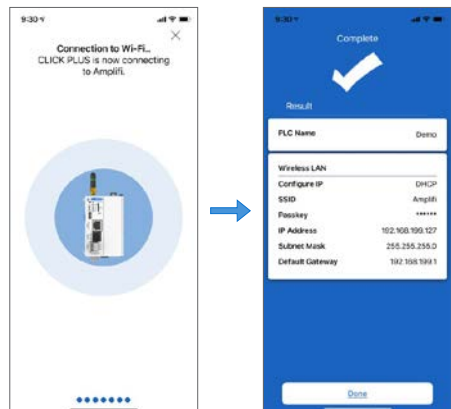 9:30
Connection to Wi-Fi...
CLICK PLUS is now connecting
to Amplifi.
9:30
Complete
Result
PLC Name Demo
Wireless LAN
Configure IP DHCP
SSID Amplifi
Passkey ••••••
IP Address 192.168.199.127
Subnet Mask 255.255.255.0
Default Gateway 192.168.199.1
Done